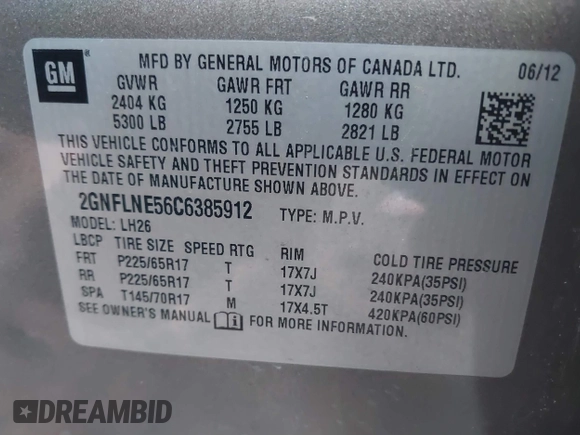 GM
MFD BY GENERAL MOTORS OF CANADA LTD. 06/12
GVWR GAWR FRT GAWR RR
2404 KG 1250 KG 1280 KG
5300 LB 2755 LB 2821 LB
THIS VEHICLE CONFORMS TO ALL APPLICABLE U.S. FEDERAL MOTOR
VEHICLE SAFETY AND THEFT PREVENTION STANDARDS IN EFFECT ON
THE DATE OF MANUFACTURE SHOWN ABOVE.
2GNFLNE56C6385912 TYPE: M.P.V.
MODEL: LH26
LBCP TIRE SIZE SPEED RTG RIM COLD TIRE PRESSURE
FRT P225/65R17 T 17X7J 240KPA(35PSI)
RR P225/65R17 T 17X7J 240KPA(35PSI)
SPA T145/70R17 M 17X4.5T 420KPA(60PSI)
SEE OWNER'S MANUAL FOR MORE INFORMATION.
DREAMBID